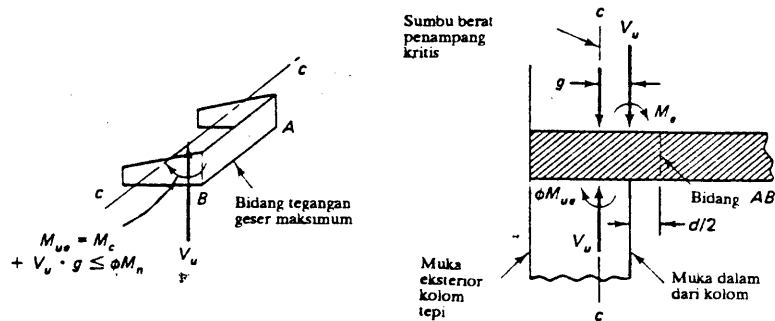 c
A
B
c
Bidang tegangan
geser maksimum
M_ue = M_c
+ V_u · g ≤ φM_n
V_u
Sumbu berat
penampang
kritis
c
V_u
g
M_e
φM_ue
V_u
Bidang AB
d/2
Muka
eksterior
kolom
tepi
Muka dalam
dari kolom
c